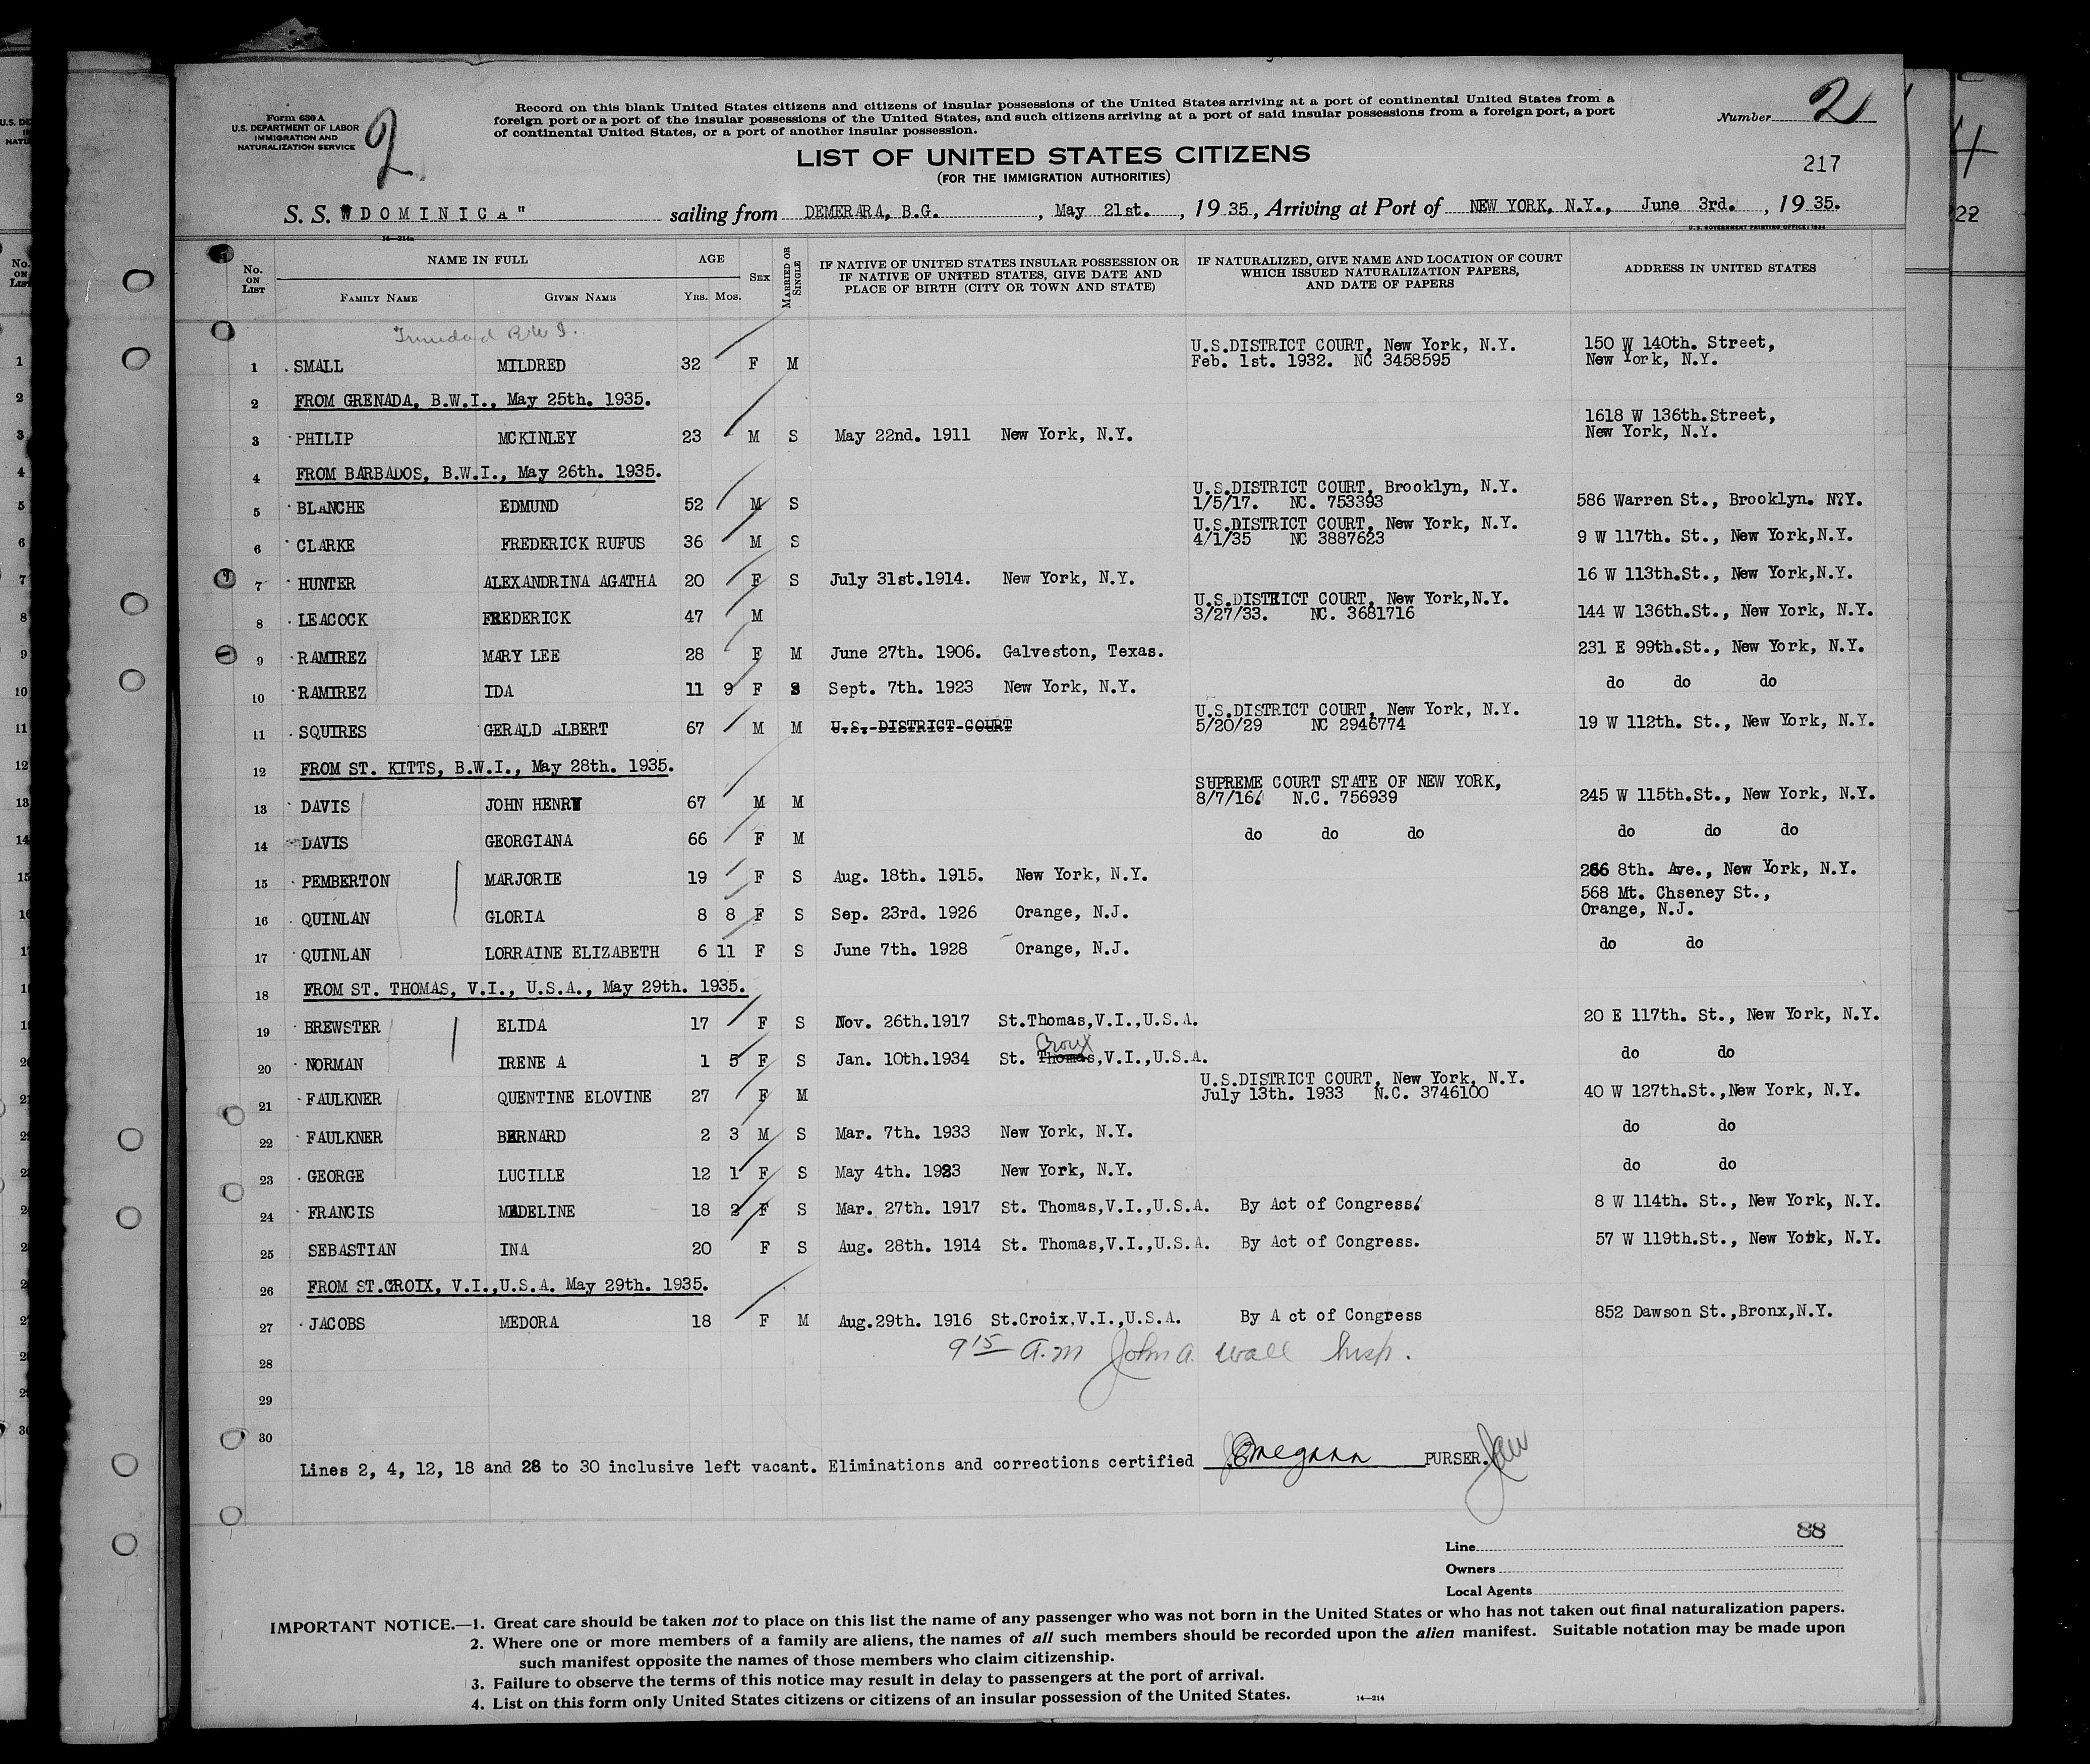 Form 630 A
U.S. DEPARTMENT OF LABOR
IMMIGRATION AND
NATURALIZATION SERVICE
2
Record on this blank United States citizens and citizens of insular possessions of the United States arriving at a port of continental United States from a
foreign port or a port of the insular possessions of the United States, and such citizens arriving at a port of said insular possessions from a foreign port, a port
of continental United States, or a port of another insular possession.
Number 2
LIST OF UNITED STATES CITIZENS
(FOR THE IMMIGRATION AUTHORITIES)
217
S. S. "DOMINICA" sailing from DEMERARA, B.G. , May 21st. , 19 35, Arriving at Port of NEW YORK, N.Y., June 3rd. , 19 35.
14—214a
U.S. GOVERNMENT PRINTING OFFICE: 1934
No. ON LIST NAME IN FULL FAMILY NAME GIVEN NAME AGE YRS. MOS. SEX MARRIED OR SINGLE IF NATIVE OF UNITED STATES INSULAR POSSESSION OR IF NATIVE OF UNITED STATES, GIVE DATE AND PLACE OF BIRTH (CITY OR TOWN AND STATE) IF NATURALIZED, GIVE NAME AND LOCATION OF COURT WHICH ISSUED NATURALIZATION PAPERS, AND DATE OF PAPERS ADDRESS IN UNITED STATES
Trinidad B.W.I.
1 SMALL MILDRED 32 F M U.S.DISTRICT COURT, New York, N.Y. Feb. 1st. 1932. NC 3458595 150 W 140th. Street, New York, N.Y.
2 FROM GRENADA, B.W.I., May 25th. 1935.
3 PHILIP MCKINLEY 23 M S May 22nd. 1911 New York, N.Y. 1618 W 136th.Street, New York, N.Y.
4 FROM BARBADOS, B.W.I., May 26th. 1935.
5 BLANCHE EDMUND 52 M S U.S.DISTRICT COURT, Brooklyn, N.Y. 1/5/17. NC. 753393 586 Warren St., Brooklyn. N?Y.
6 CLARKE FREDERICK RUFUS 36 M S U.S.DISTRICT COURT, New York, N.Y. 4/1/35 NC 3887623 9 W 117th. St., New York,N.Y.
7 HUNTER ALEXANDRINA AGATHA 20 F S July 31st.1914. New York, N.Y. 16 W 113th.St., New York,N.Y.
8 LEACOCK FREDERICK 47 M U.S.DISTRICT COURT, New York,N.Y. 3/27/33. NC. 3681716 144 W 136th.St., New York, N.Y.
9 RAMIREZ MARY LEE 28 F M June 27th. 1906. Galveston, Texas. 231 E 99th.St., New York, N.Y.
10 RAMIREZ IDA 11 9 F S Sept. 7th. 1923 New York, N.Y. do do do
11 SQUIRES GERALD ALBERT 67 M M U.S.-DISTRICT-COURT U.S.DISTRICT COURT, New York, N.Y. 5/20/29 NC 2946774 19 W 112th. St., New York, N.Y.
12 FROM ST. KITTS, B.W.I., May 28th. 1935.
13 DAVIS JOHN HENRY 67 M M SUPREME COURT STATE OF NEW YORK, 8/7/16. N.C. 756939 245 W 115th.St., New York, N.Y.
14 DAVIS GEORGIANA 66 F M do do do do do do
15 PEMBERTON MARJORIE 19 F S Aug. 18th. 1915. New York, N.Y. 266 8th. Ave., New York, N.Y.
16 QUINLAN GLORIA 8 8 F S Sep. 23rd. 1926 Orange, N.J. 568 Mt. Chseney St., Orange, N.J.
17 QUINLAN LORRAINE ELIZABETH 6 11 F S June 7th. 1928 Orange, N.J. do do
18 FROM ST. THOMAS, V.I., U.S.A., May 29th. 1935.
19 BREWSTER ELIDA 17 F S Nov. 26th.1917 St.Thomas,V.I.,U.S.A. 20 E 117th. St., New York, N.Y.
20 NORMAN IRENE A 1 5 F S Jan. 10th.1934 St. Thomas,V.I.,U.S.A. Croix do do
21 FAULKNER QUENTINE ELOVINE 27 F M U.S.DISTRICT COURT, New York, N.Y. July 13th. 1933 N.C. 3746100 40 W 127th.St.,New York, N.Y.
22 FAULKNER BERNARD 2 3 M S Mar. 7th. 1933 New York, N.Y. do do
23 GEORGE LUCILLE 12 1 F S May 4th. 1923 New York, N.Y. do do
24 FRANCIS MADELINE 18 2 F S Mar. 27th. 1917 St. Thomas,V.I.,U.S.A. By Act of Congress. 8 W 114th. St., New York, N.Y.
25 SEBASTIAN INA 20 F S Aug. 28th. 1914 St. Thomas,V.I.,U.S.A. By Act of Congress. 57 W 119th.St., New York, N.Y.
26 FROM ST.CROIX, V.I.,U.S.A. May 29th. 1935.
27 JACOBS MEDORA 18 F M Aug.29th. 1916 St.Croix,V.I.,U.S.A. By A ct of Congress 852 Dawson St.,Bronx,N.Y.
28 9 15 a.m John A. Wall Insp.
29
30
Lines 2, 4, 12, 18 and 28 to 30 inclusive left vacant. Eliminations and corrections certified PURSER. Jaw
88
Line
Owners
Local Agents
IMPORTANT NOTICE.—1. Great care should be taken not to place on this list the name of any passenger who was not born in the United States or who has not taken out final naturalization papers.
2. Where one or more members of a family are aliens, the names of all such members should be recorded upon the alien manifest. Suitable notation may be made upon
such manifest opposite the names of those members who claim citizenship.
3. Failure to observe the terms of this notice may result in delay to passengers at the port of arrival.
4. List on this form only United States citizens or citizens of an insular possession of the United States.
14—214